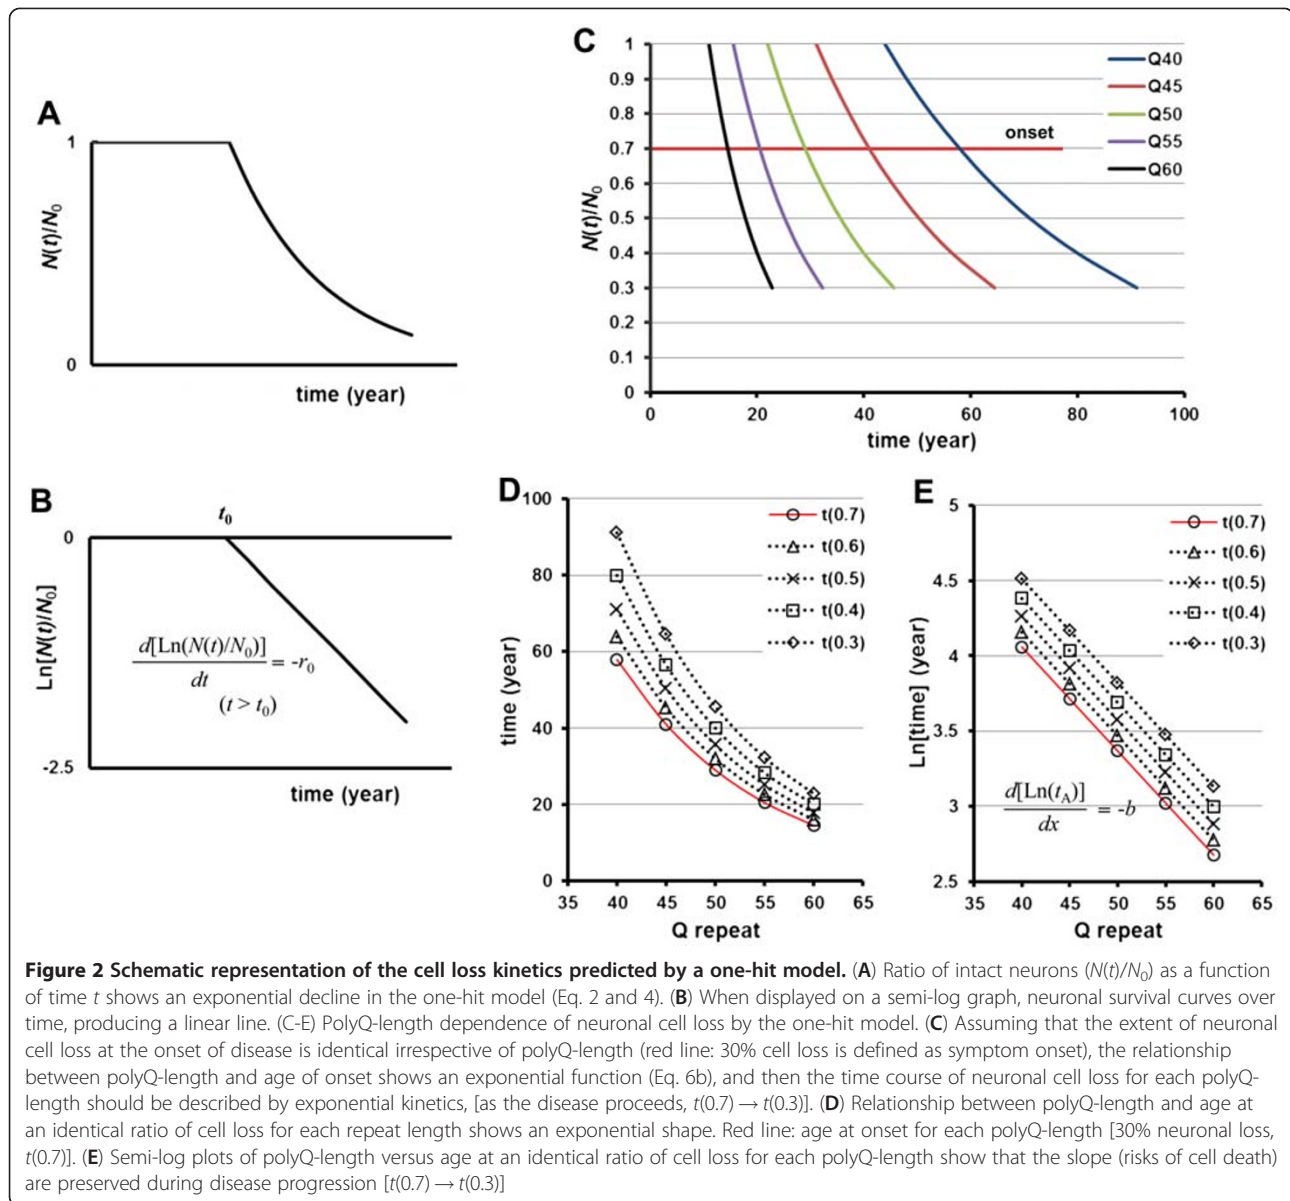 A
1
N(t)/N0
0
time (year)
B
t0
0
Ln[N(t)/N0]
d[Ln(N(t)/N0)]
dt
= -r0
(t > t0)
-2.5
time (year)
C
1
0.9
0.8
0.7
0.6
0.5
0.4
0.3
0.2
0.1
0
N(t)/N0
onset
Q40
Q45
Q50
Q55
Q60
0 20 40 60 80 100
time (year)
D
100
80
60
40
20
0
time (year)
t(0.7)
t(0.6)
t(0.5)
t(0.4)
t(0.3)
35 40 45 50 55 60 65
Q repeat
E
5
4.5
4
3.5
3
2.5
Ln[time] (year)
t(0.7)
t(0.6)
t(0.5)
t(0.4)
t(0.3)
d[Ln(tA)]
dx
= -b
35 40 45 50 55 60 65
Q repeat
Figure 2 Schematic representation of the cell loss kinetics predicted by a one-hit model. (A) Ratio of intact neurons (N(t)/N0) as a function
of time t shows an exponential decline in the one-hit model (Eq. 2 and 4). (B) When displayed on a semi-log graph, neuronal survival curves over
time, producing a linear line. (C-E) PolyQ-length dependence of neuronal cell loss by the one-hit model. (C) Assuming that the extent of neuronal
cell loss at the onset of disease is identical irrespective of polyQ-length (red line: 30% cell loss is defined as symptom onset), the relationship
between polyQ-length and age of onset shows an exponential function (Eq. 6b), and then the time course of neuronal cell loss for each polyQ-
length should be described by exponential kinetics, [as the disease proceeds, t(0.7) → t(0.3)]. (D) Relationship between polyQ-length and age at
an identical ratio of cell loss for each repeat length shows an exponential shape. Red line: age at onset for each polyQ-length [30% neuronal loss,
t(0.7)]. (E) Semi-log plots of polyQ-length versus age at an identical ratio of cell loss for each polyQ-length show that the slope (risks of cell death)
are preserved during disease progression [t(0.7) → t(0.3)]